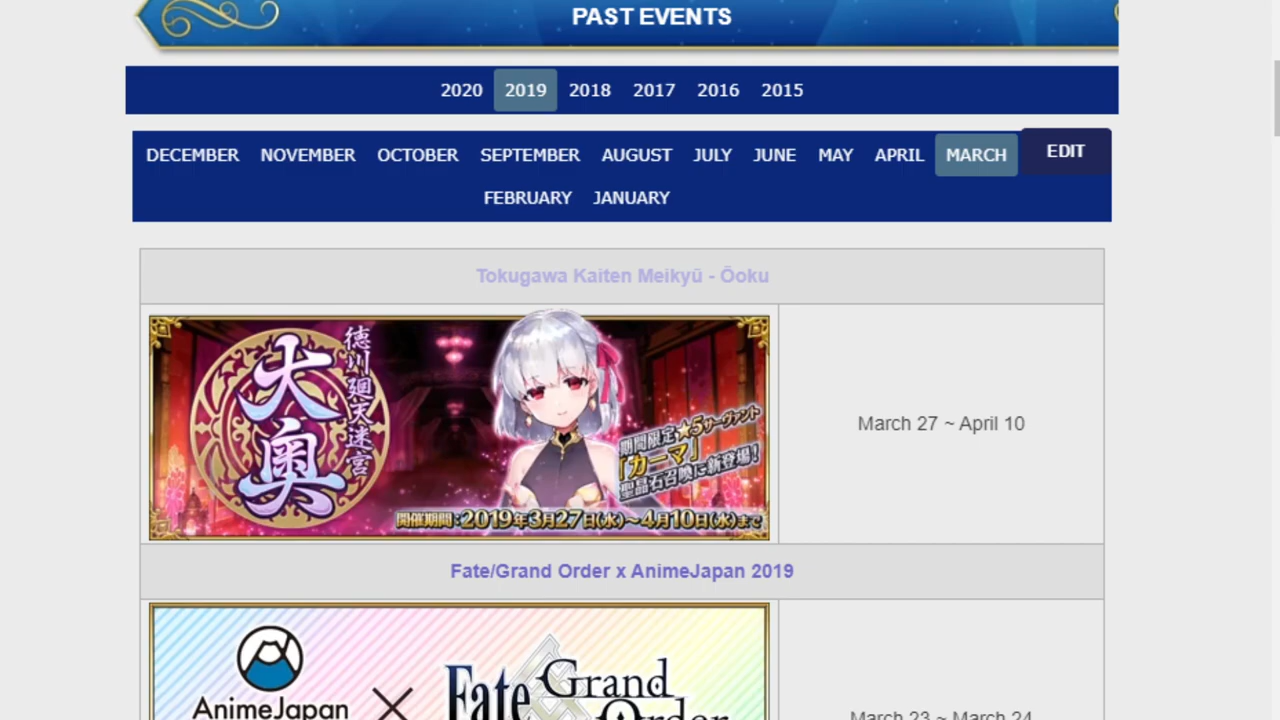 PAST EVENTS
2020 2019 2018 2017 2016 2015
DECEMBER NOVEMBER OCTOBER SEPTEMBER AUGUST JULY JUNE MAY APRIL MARCH EDIT
FEBRUARY JANUARY
Tokugawa Kaiten Meikyū - Ōoku
徳川廻天迷宮
大奥
期間限定★5サーヴァント
「カーマ」
聖晶石召喚に新登場!
開催期間:2019年3月27日(水)~4月10日(水)まで
March 27 ~ April 10
Fate/Grand Order x AnimeJapan 2019
AnimeJapan × Fate Grand Order
March 23 ~ March 24